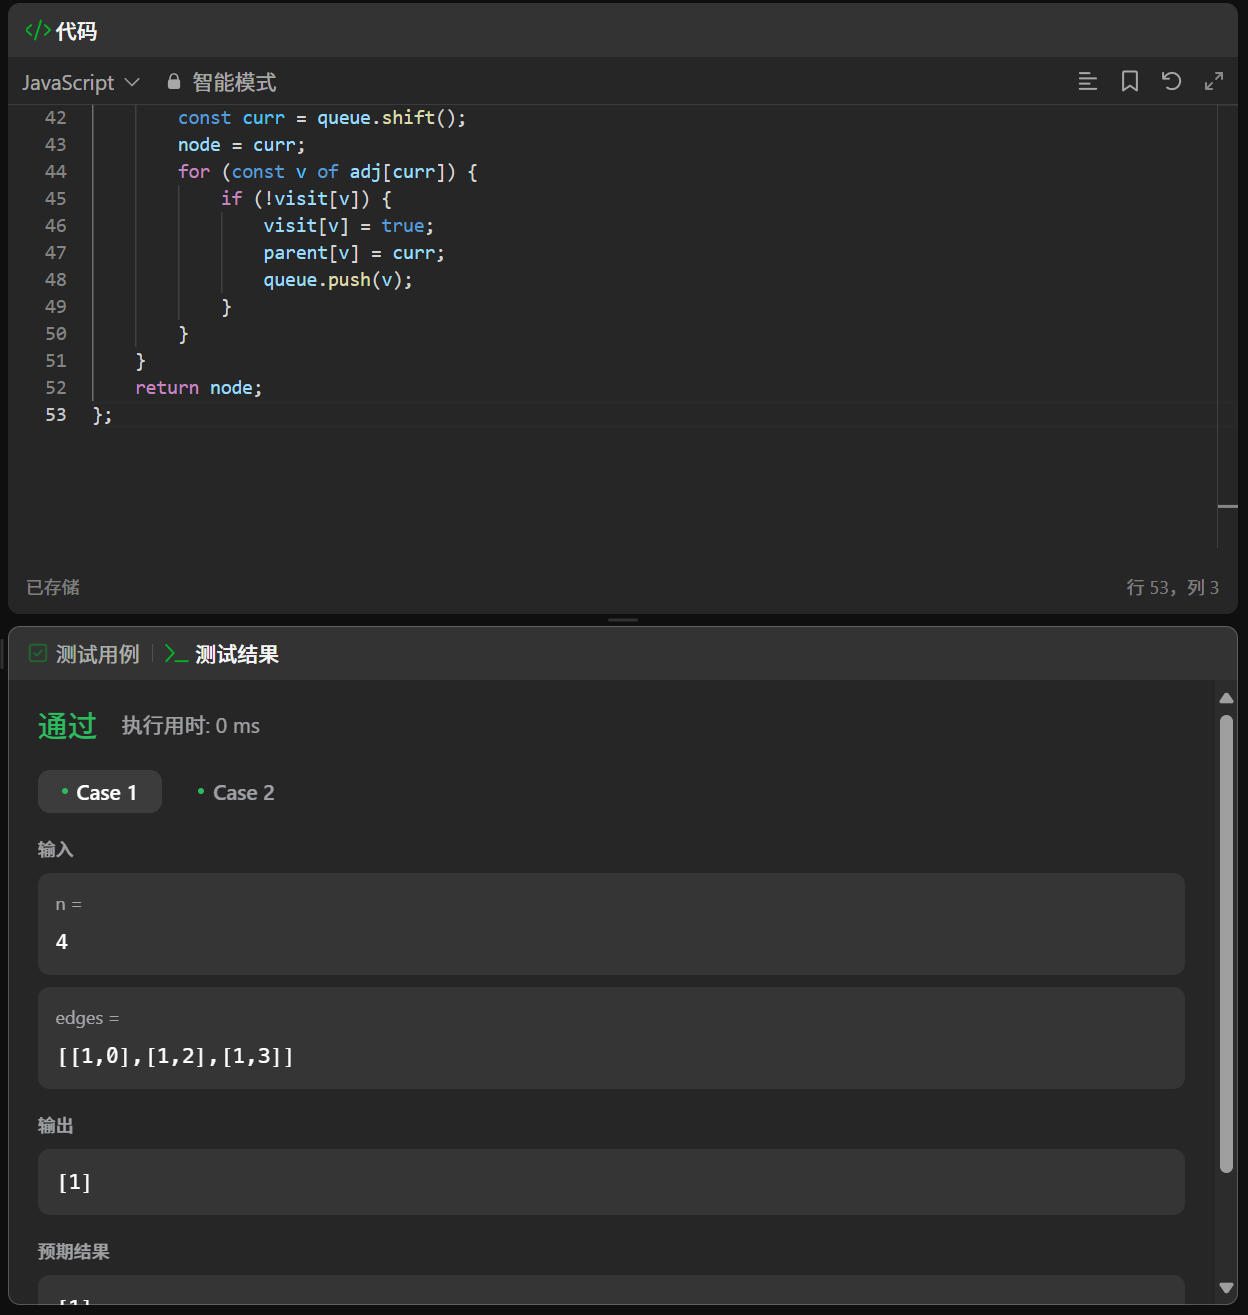 </> 代码
JavaScript 智能模式
42 const curr = queue.shift();
43 node = curr;
44 for (const v of adj[curr]) {
45 if (!visit[v]) {
46 visit[v] = true;
47 parent[v] = curr;
48 queue.push(v);
49 }
50 }
51 }
52 return node;
53 };
已存储 行 53, 列 3
测试用例 >_ 测试结果
通过 执行用时: 0 ms
• Case 1 • Case 2
输入
n =
4
edges =
[[1,0],[1,2],[1,3]]
输出
[1]
预期结果
[1]